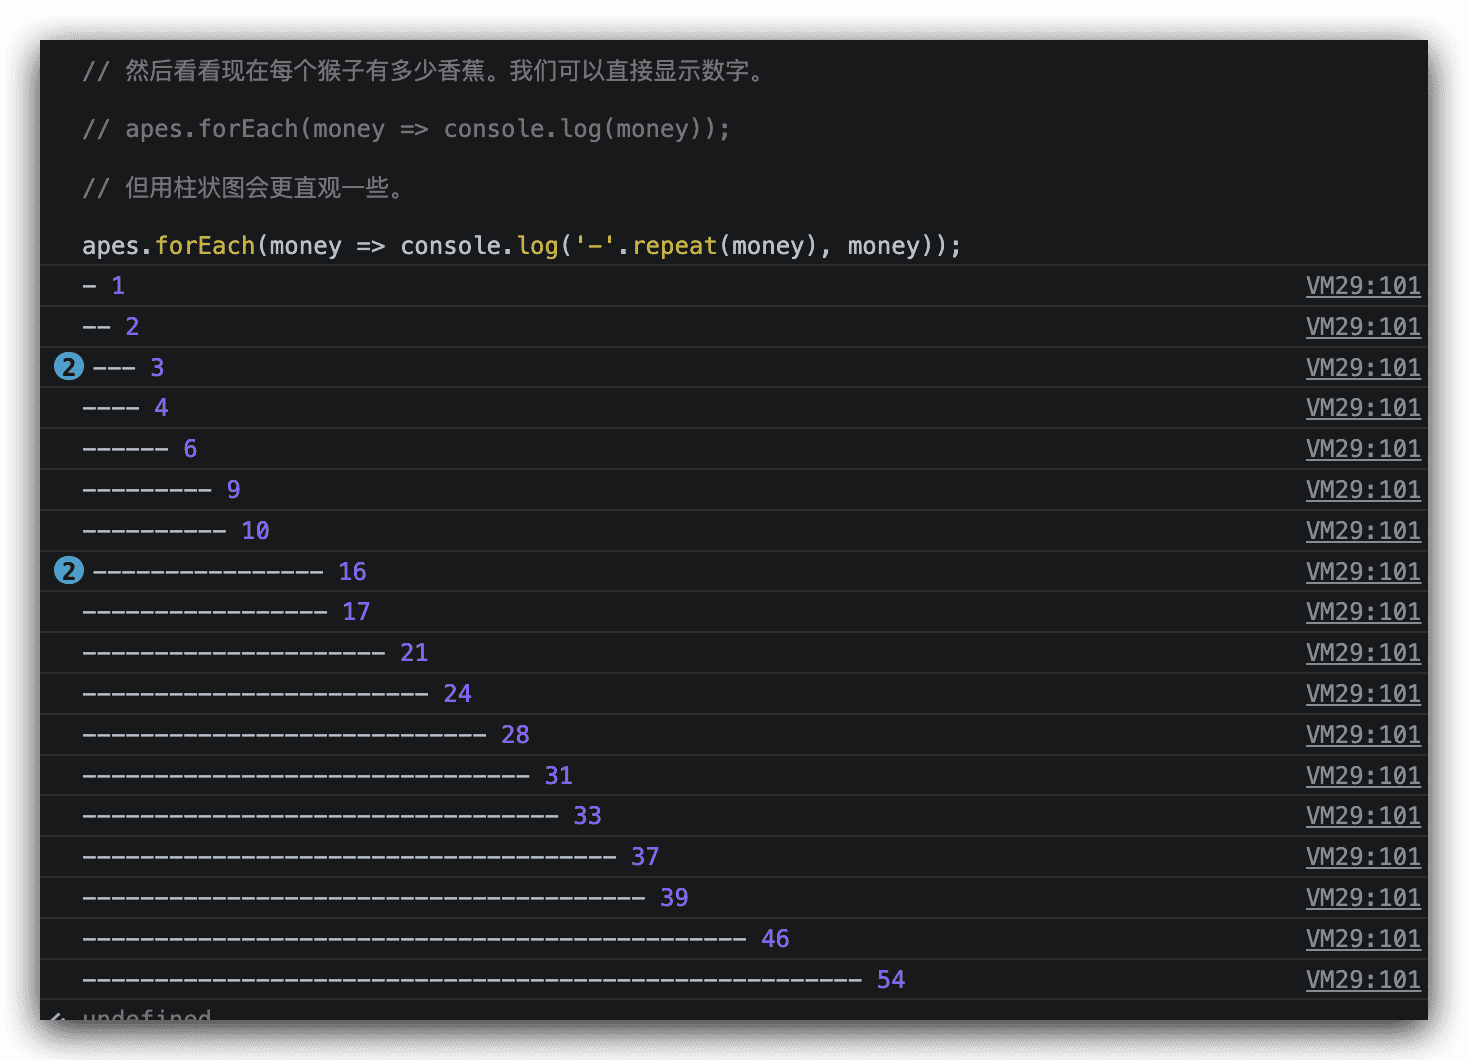 // 然后看看现在每个猴子有多少香蕉。我们可以直接显示数字。
// apes.forEach(money => console.log(money));
// 但用柱状图会更直观一些。
apes.forEach(money => console.log('-'.repeat(money), money));
- 1 VM29:101
-- 2 VM29:101
2 --- 3 VM29:101
---- 4 VM29:101
------ 6 VM29:101
--------- 9 VM29:101
---------- 10 VM29:101
2 ---------------- 16 VM29:101
----------------- 17 VM29:101
--------------------- 21 VM29:101
------------------------ 24 VM29:101
---------------------------- 28 VM29:101
------------------------------- 31 VM29:101
--------------------------------- 33 VM29:101
------------------------------------- 37 VM29:101
--------------------------------------- 39 VM29:101
---------------------------------------------- 46 VM29:101
------------------------------------------------------ 54 VM29:101
undefined